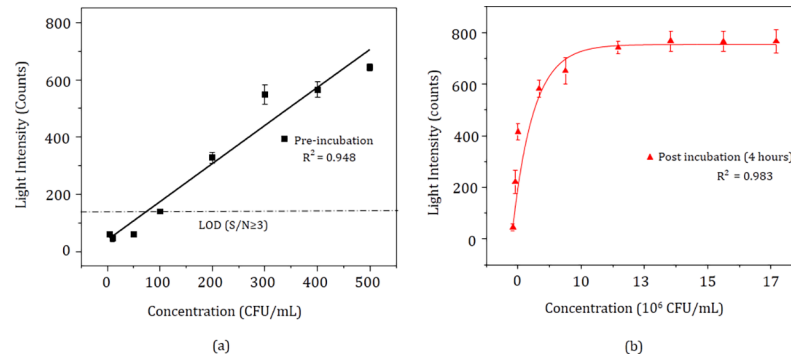 800
600
400
200
0
Light Intensity (Counts)
Pre-incubation
R² = 0.948
LOD (S/N≥3)
0 100 200 300 400 500
Concentration (CFU/mL)
(a)
800
600
400
200
0
Light Intensity (counts)
Post incubation (4 hours)
R² = 0.983
0 10 13 15 17
Concentration (10⁶ CFU/mL)
(b)